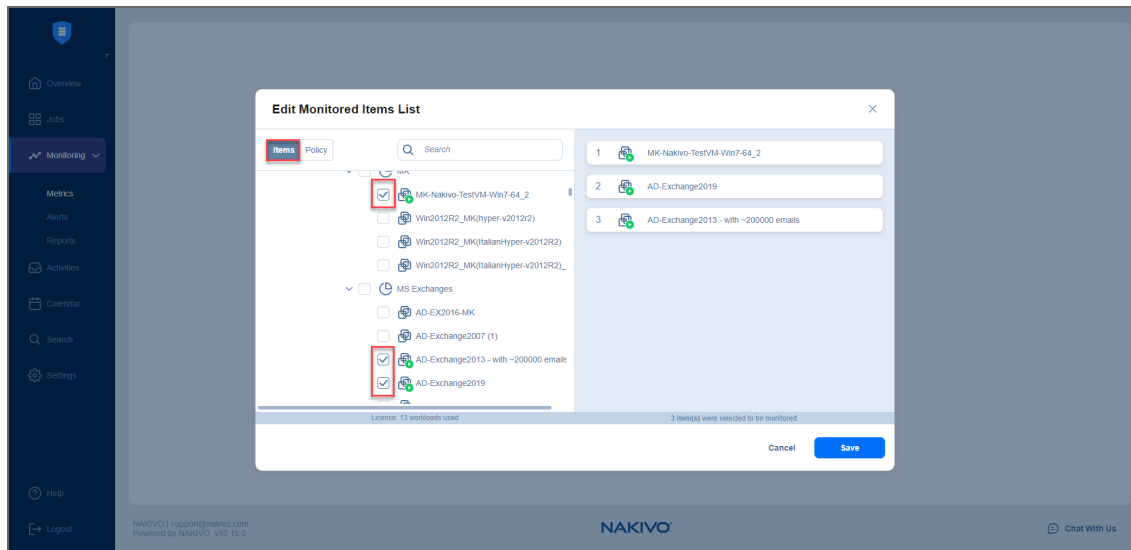 Overview
Jobs
Monitoring
Metrics
Alerts
Reports
Activities
Calendar
Search
Settings
Help
Logout
Edit Monitored Items List
Items
Policy
Search
MK
MK-Nakivo-TestVM-Win7-64_2
Win2012R2_MK(hyper-v2012r2)
Win2012R2_MK(ItalianHyper-v2012R2)
Win2012R2_MK(ItalianHyper-v2012R2)_
MS Exchanges
AD-EX2016-MK
AD-Exchange2007 (1)
AD-Exchange2013 - with ~200000 emails
AD-Exchange2019
License: 13 workloads used
1 MK-Nakivo-TestVM-Win7-64_2
2 AD-Exchange2019
3 AD-Exchange2013 - with ~200000 emails
3 item(s) were selected to be monitored.
Cancel
Save
NAKIVO | support@nakivo.com
Powered by NAKIVO. v10.11.0.
NAKIVO
Chat With Us